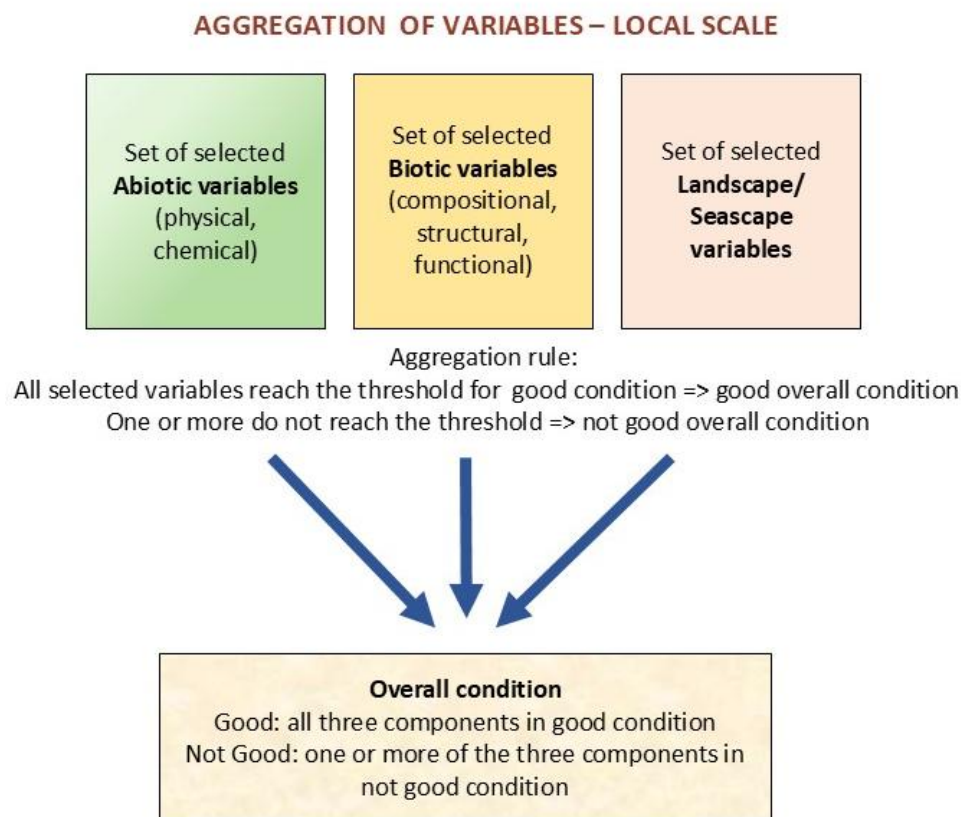 AGGREGATION OF VARIABLES – LOCAL SCALE
Set of selected
Abiotic variables
(physical,
chemical)
Set of selected
Biotic variables
(compositional,
structural,
functional)
Set of selected
Landscape/
Seascape
variables
Aggregation rule:
All selected variables reach the threshold for good condition => good overall condition
One or more do not reach the threshold => not good overall condition
Overall condition
Good: all three components in good condition
Not Good: one or more of the three components in
not good condition